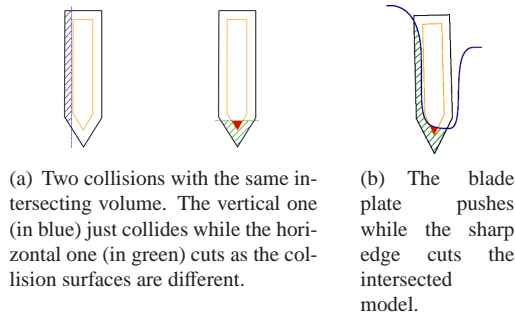 (a) Two collisions with the same in-
tersecting volume. The vertical one
(in blue) just collides while the hori-
zontal one (in green) cuts as the col-
lision surfaces are different.
(b) The blade
plate pushes
while the sharp
edge cuts the
intersected
model.